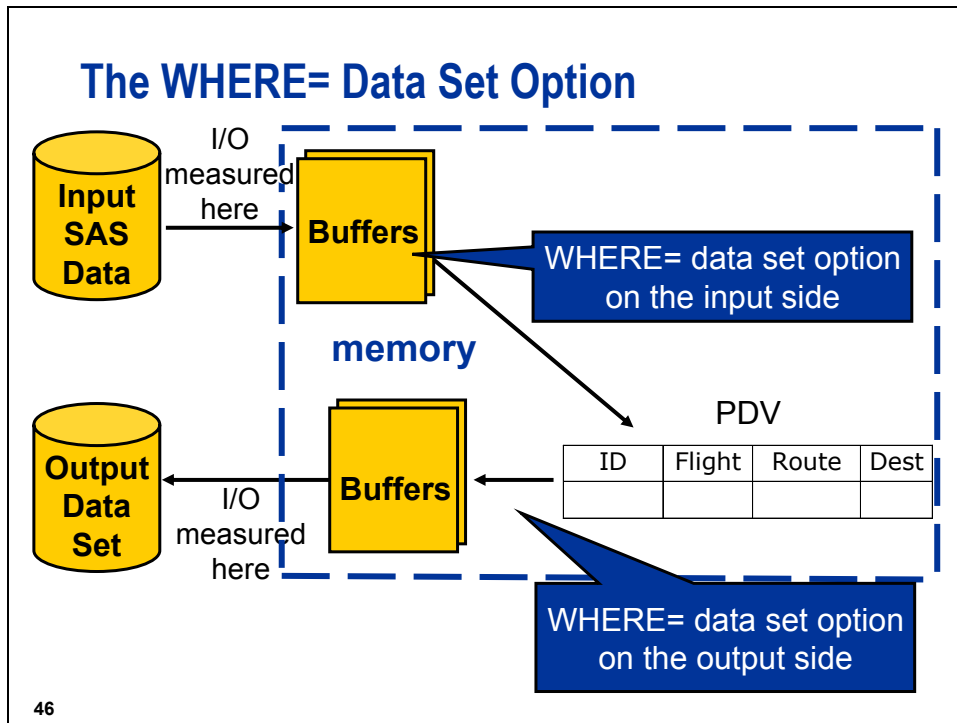 The WHERE= Data Set Option
Input
SAS
Data
I/O
measured
here
Buffers
WHERE= data set option
on the input side
memory
PDV
ID Flight Route Dest
Output
Data
Set
I/O
measured
here
Buffers
WHERE= data set option
on the output side
46